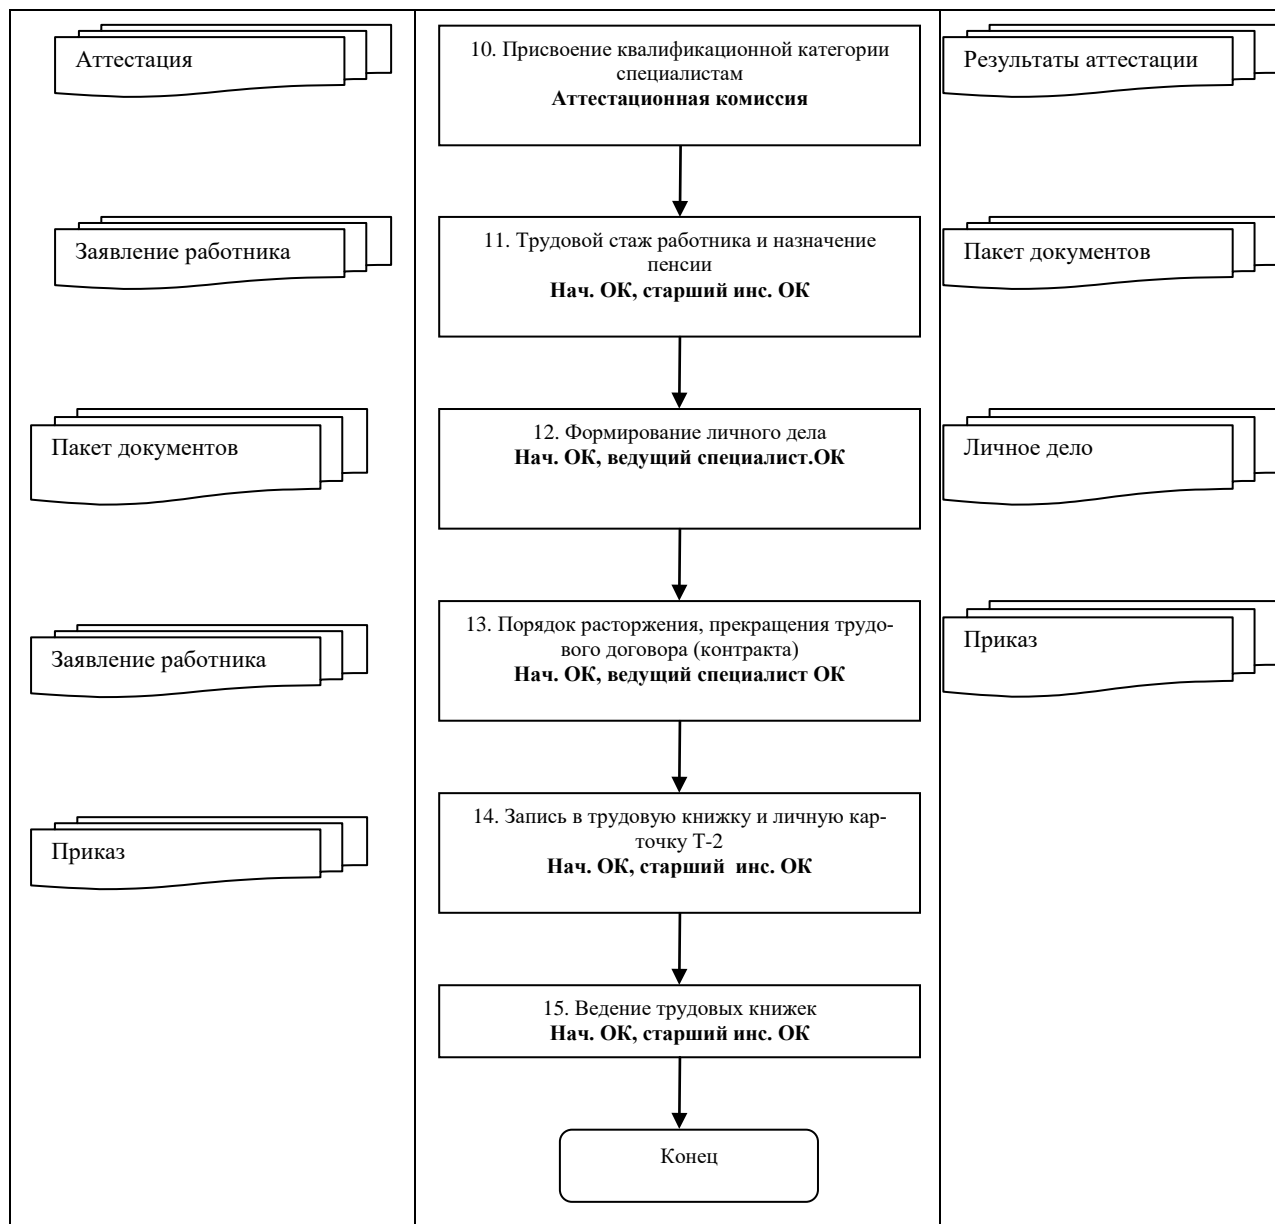 Аттестация
10. Присвоение квалификационной категории
специалистам
Аттестационная комиссия
Результаты аттестации
Заявление работника
11. Трудовой стаж работника и назначение
пенсии
Нач. ОК, старший инс. ОК
Пакет документов
Пакет документов
12. Формирование личного дела
Нач. ОК, ведущий специалист.ОК
Личное дело
Заявление работника
13. Порядок расторжения, прекращения трудо-
вого договора (контракта)
Нач. ОК, ведущий специалист ОК
Приказ
Приказ
14. Запись в трудовую книжку и личную кар-
точку Т-2
Нач. ОК, старший  инс. ОК
15. Ведение трудовых книжек
Нач. ОК, старший инс. ОК
Конец